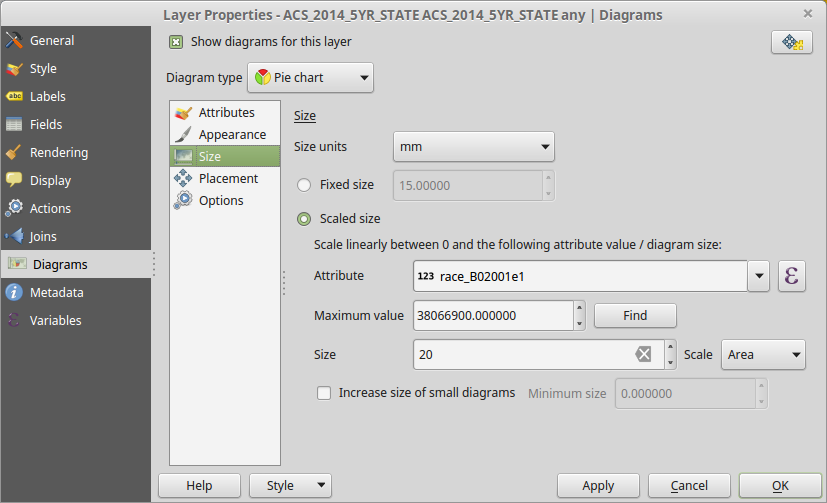 Layer Properties - ACS_2014_5YR_STATE ACS_2014_5YR_STATE any | Diagrams
General
Style
abc Labels
Fields
Rendering
Display
Actions
Joins
Diagrams
Metadata
Variables
Show diagrams for this layer
Diagram type Pie chart
Attributes
Appearance
Size
Placement
Options
Size
Size units mm
Fixed size 15.00000
Scaled size
Scale linearly between 0 and the following attribute value / diagram size:
Attribute 123 race_B02001e1 ε
Maximum value 38066900.000000 Find
Size 20 Scale Area
Increase size of small diagrams Minimum size 0.000000
Help Style Apply Cancel OK